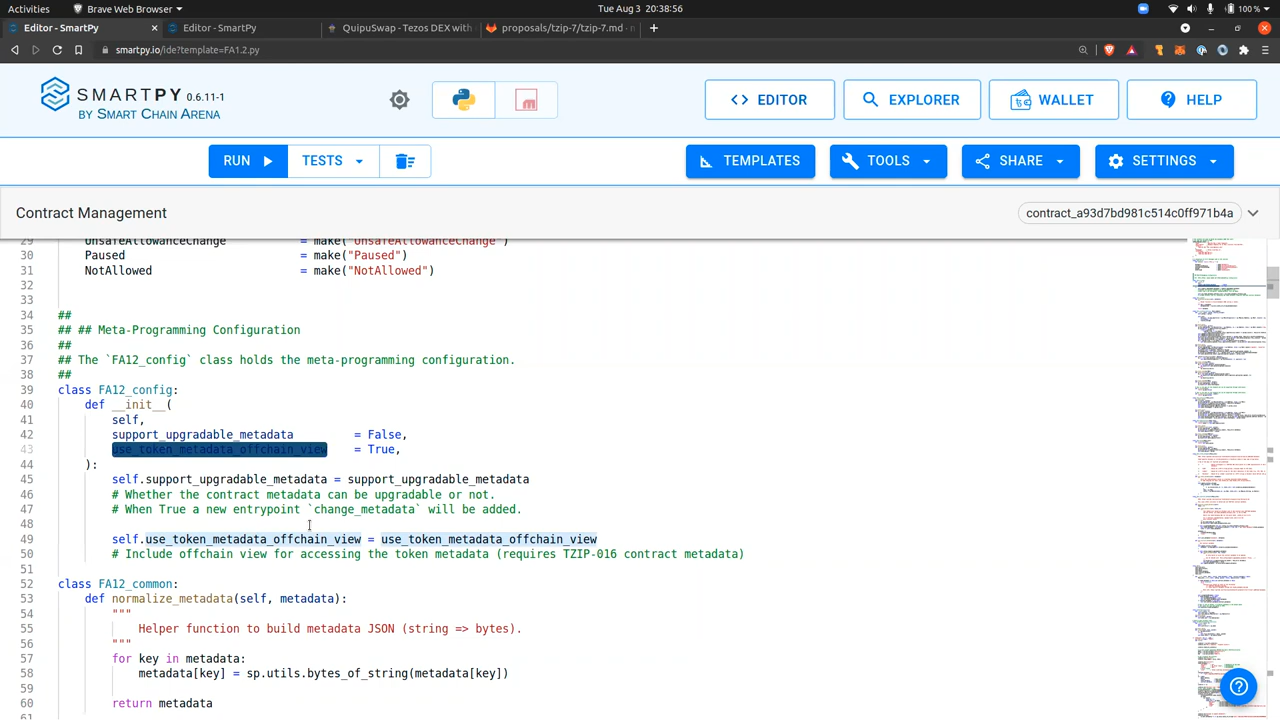 Activities Brave Web Browser Tue Aug 3 20:38:56 100 %
Editor - SmartPy Editor - SmartPy QuipuSwap - Tezos DEX with proposals/tzip-7/tzip-7.md · m
smartpy.io/ide?template=FA1.2.py
SMARTPY 0.6.11-1
BY SMART CHAIN ARENA
EDITOR EXPLORER WALLET HELP
RUN TESTS TEMPLATES TOOLS SHARE SETTINGS
Contract Management contract_a93d7bd981c514c0ff971b4a
29 UnsafeAllowanceChange = make("UnsafeAllowanceChange")
30 Paused = make("Paused")
31 NotAllowed = make("NotAllowed")
32
33
34 ##
35 ## ## Meta-Programming Configuration
36 ##
37 ## The `FA12_config` class holds the meta-programming configuration.
38 ##
39 class FA12_config:
40 def __init__(
41 self,
42 support_upgradable_metadata = False,
43 use_token_metadata_offchain_view = True,
44 ):
45 self.support_upgradable_metadata = support_upgradable_metadata
46 # Whether the contract metadata can be upgradable or not.
47 # When True a new entrypoint `change_metadata` will be added.
48
49 self.use_token_metadata_offchain_view = use_token_metadata_offchain_view
50 # Include offchain view for accessing the token metadata (requires TZIP-016 contract metadata)
51
52 class FA12_common:
53 def normalize_metadata(self, metadata):
54 """
55 Helper function to build metadata JSON (string => bytes).
56 """
57 for key in metadata:
58 metadata[key] = sp.utils.bytes_of_string(metadata[key])
59
60 return metadata
61